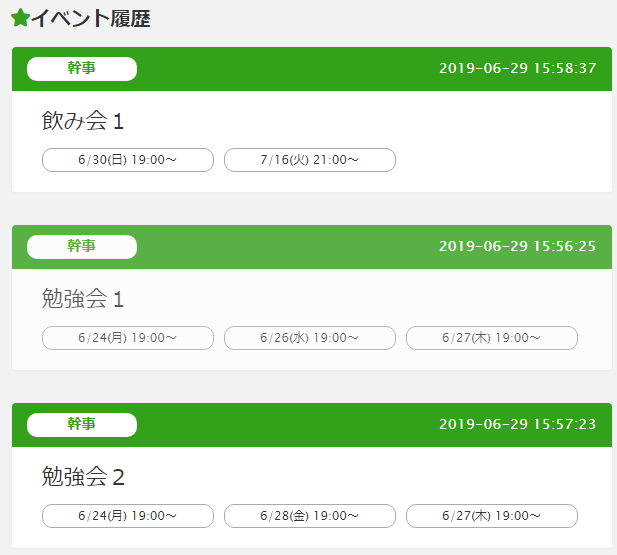 ★イベント履歴
幹事 2019-06-29 15:58:37
飲み会１
6/30(日) 19:00～ 7/16(火) 21:00～
幹事 2019-06-29 15:56:25
勉強会１
6/24(月) 19:00～ 6/26(水) 19:00～ 6/27(木) 19:00～
幹事 2019-06-29 15:57:23
勉強会２
6/24(月) 19:00～ 6/28(金) 19:00～ 6/27(木) 19:00～